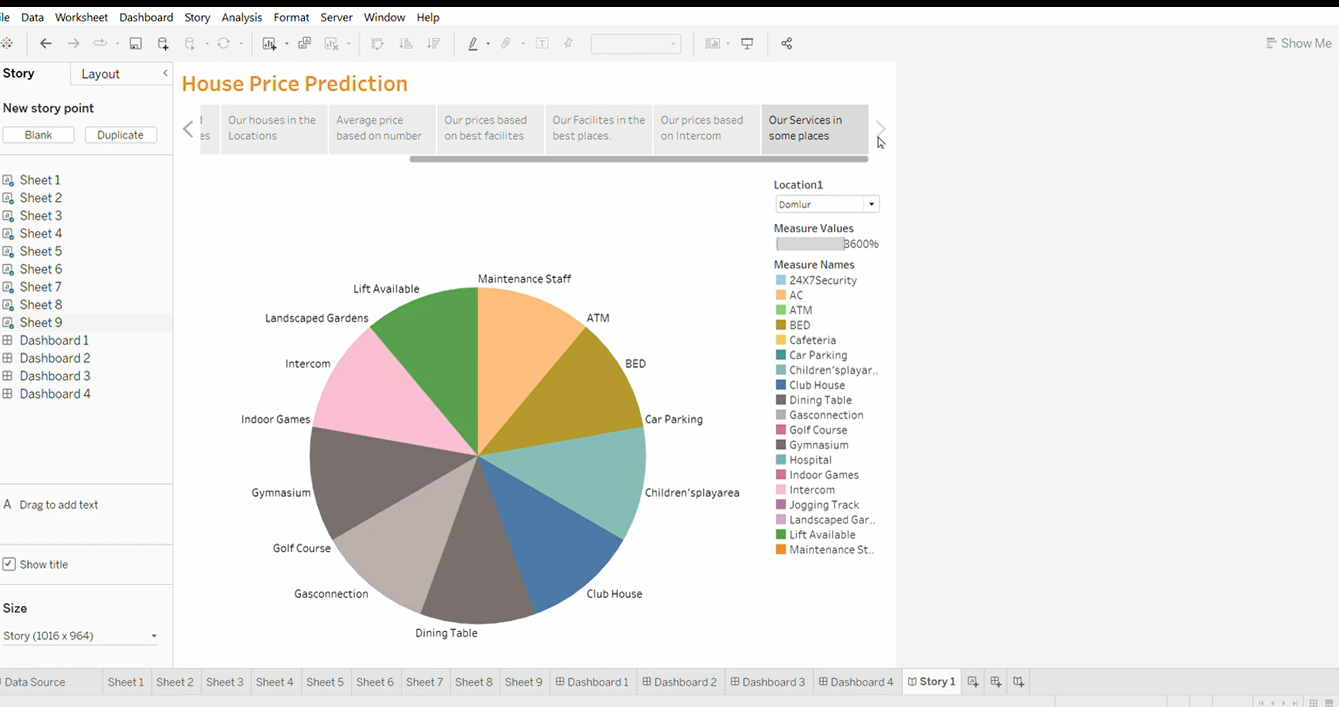 ile Data Worksheet Dashboard Story Analysis Format Server Window Help
Show Me
Story Layout
New story point
Blank Duplicate
Sheet 1
Sheet 2
Sheet 3
Sheet 4
Sheet 5
Sheet 6
Sheet 7
Sheet 8
Sheet 9
Dashboard 1
Dashboard 2
Dashboard 3
Dashboard 4
A Drag to add text
Show title
Size
Story (1016 x 964)
House Price Prediction
Our houses in the
Locations
Average price
based on number
Our prices based
on best facilites
Our Facilites in the
best places.
Our prices based
on Intercom
Our Services in
some places
Location1
Domlur
Measure Values
3600%
Measure Names
24X7Security
AC
ATM
BED
Cafeteria
Car Parking
Children'splayar..
Club House
Dining Table
Gasconnection
Golf Course
Gymnasium
Hospital
Indoor Games
Intercom
Jogging Track
Landscaped Gar..
Lift Available
Maintenance St..
Maintenance Staff
Lift Available
Landscaped Gardens
ATM
Intercom
BED
Indoor Games
Car Parking
Gymnasium
Children'splayarea
Golf Course
Gasconnection
Club House
Dining Table
Data Source Sheet 1 Sheet 2 Sheet 3 Sheet 4 Sheet 5 Sheet 6 Sheet 7 Sheet 8 Sheet 9 Dashboard 1 Dashboard 2 Dashboard 3 Dashboard 4 Story 1